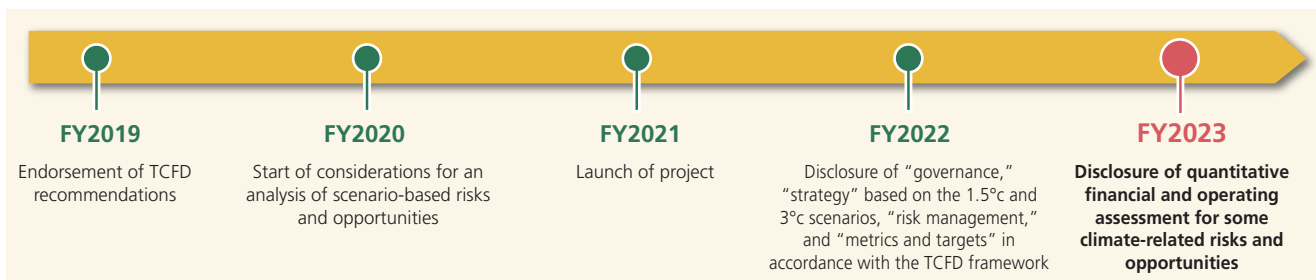 FY2019
Endorsement of TCFD
recommendations
FY2020
Start of considerations for an
analysis of scenario-based risks
and opportunities
FY2021
Launch of project
FY2022
Disclosure of “governance,”
“strategy” based on the 1.5°c and
3°c scenarios, “risk management,”
and “metrics and targets” in
accordance with the TCFD framework
FY2023
Disclosure of quantitative
financial and operating
assessment for some
climate-related risks and
opportunities